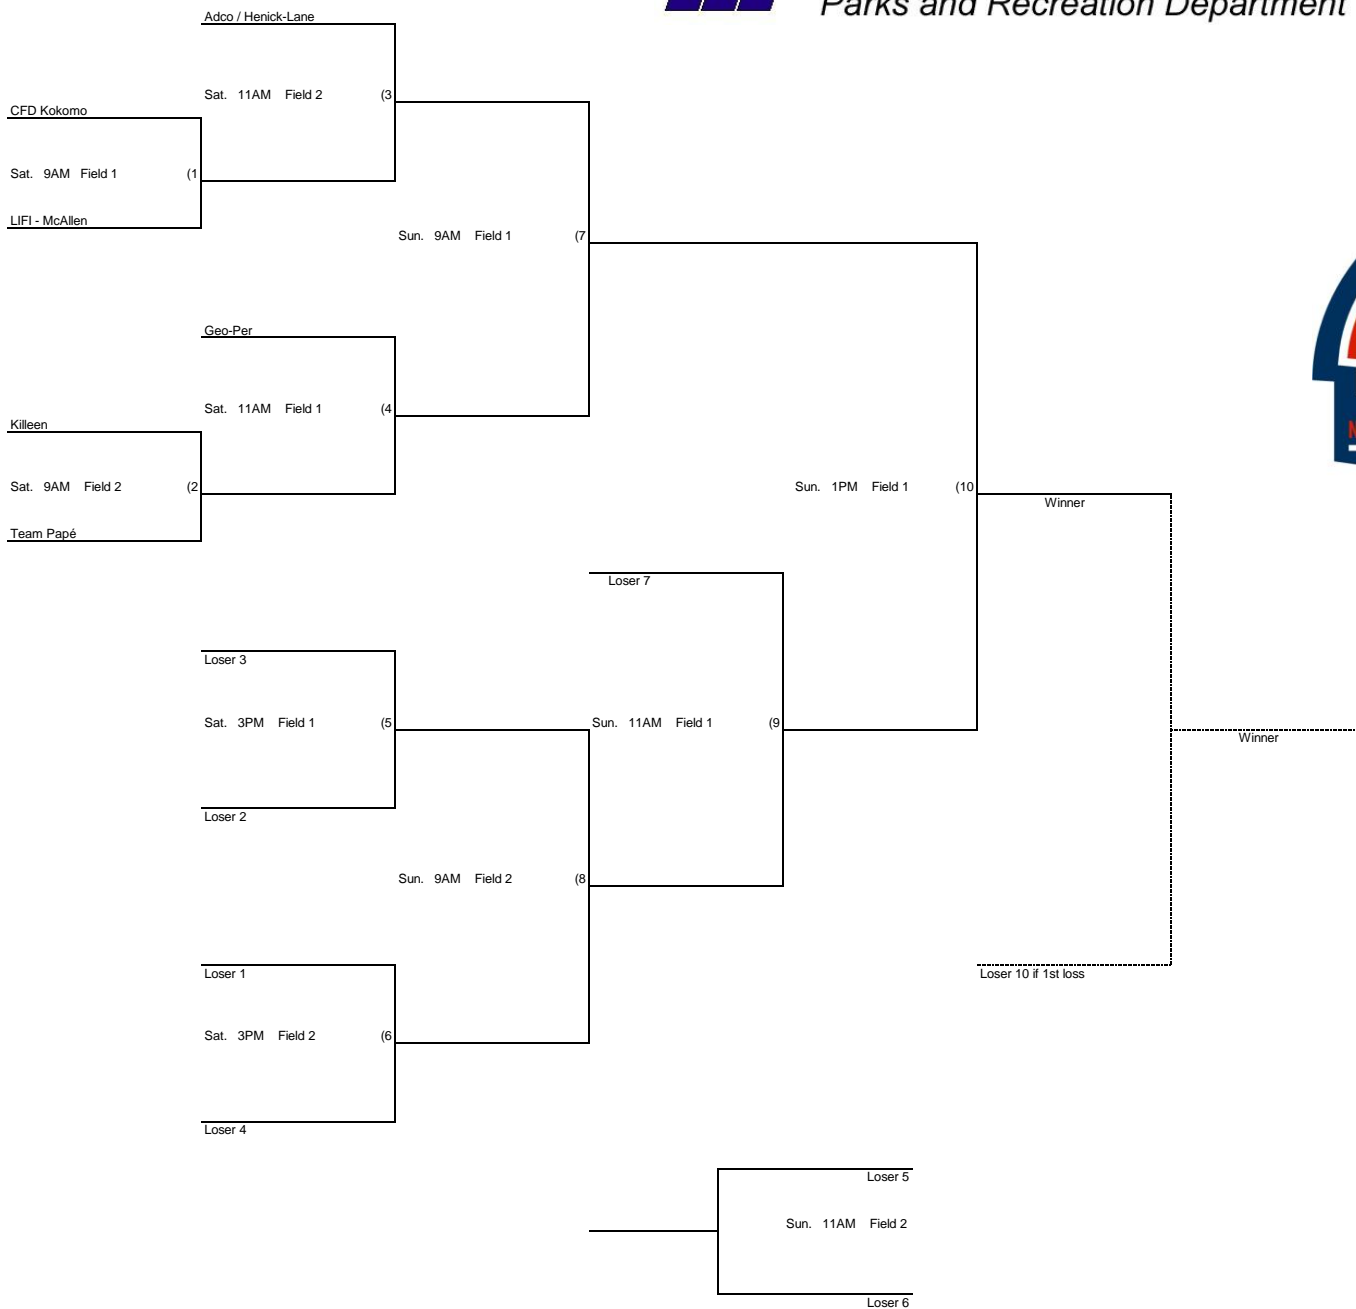 Parks and Recreation Department
Adco / Henick-Lane
Sat. 11AM Field 2 (3
CFD Kokomo
Sat. 9AM Field 1 (1
LIFI - McAllen
Sun. 9AM Field 1 (7
Geo-Per
Sat. 11AM Field 1 (4
Killeen
Sat. 9AM Field 2 (2
Sun. 1PM Field 1 (10
Winner
Team Papé
Loser 7
Loser 3
Sat. 3PM Field 1 (5
Sun. 11AM Field 1 (9
Winner
Loser 2
Sun. 9AM Field 2 (8
Loser 1
Loser 10 if 1st loss
Sat. 3PM Field 2 (6
Loser 4
Loser 5
Sun. 11AM Field 2
Loser 6